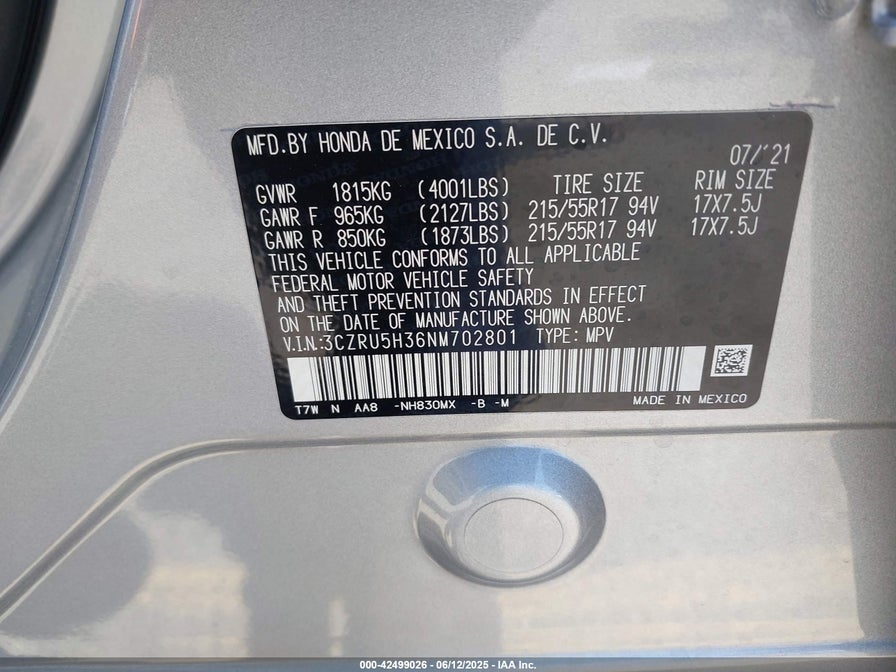 MFD.BY HONDA DE MEXICO S.A. DE C.V.
07/'21
GVWR 1815KG (4001LBS) TIRE SIZE RIM SIZE
GAWR F 965KG (2127LBS) 215/55R17 94V 17X7.5J
GAWR R 850KG (1873LBS) 215/55R17 94V 17X7.5J
THIS VEHICLE CONFORMS TO ALL APPLICABLE
FEDERAL MOTOR VEHICLE SAFETY
AND THEFT PREVENTION STANDARDS IN EFFECT
ON THE DATE OF MANUFACTURE SHOWN ABOVE.
V.I.N.:3CZRU5H36NM702801 TYPE: MPV
T7W N AA8 -NH830MX -B -M MADE IN MEXICO
000-42499026 - 06/12/2025 - IAA Inc.